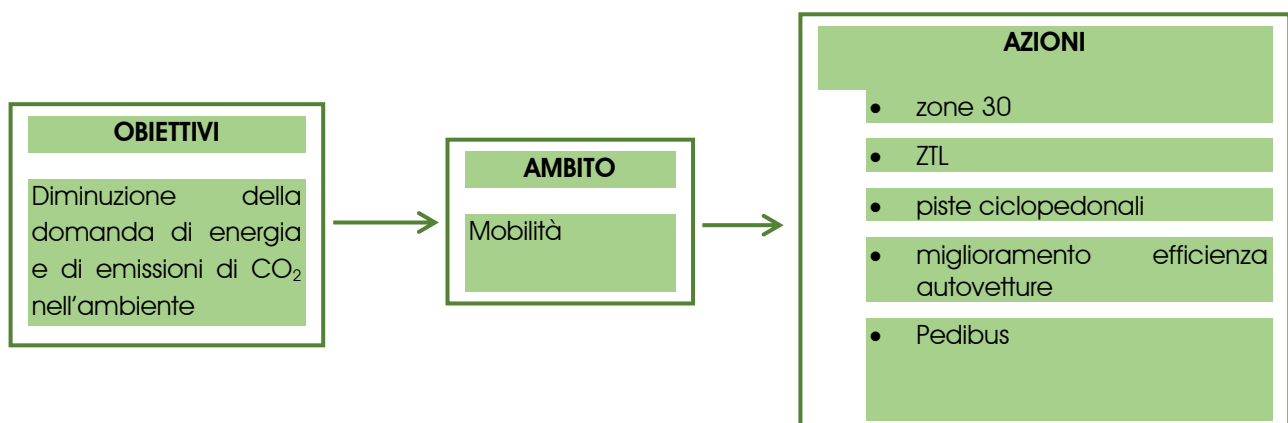 OBIETTIVI
Diminuzione della
domanda di energia
e di emissioni di CO₂
nell'ambiente
AMBITO
Mobilità
AZIONI
• zone 30
• ZTL
• piste ciclopedonali
• miglioramento efficienza
autovetture
• Pedibus